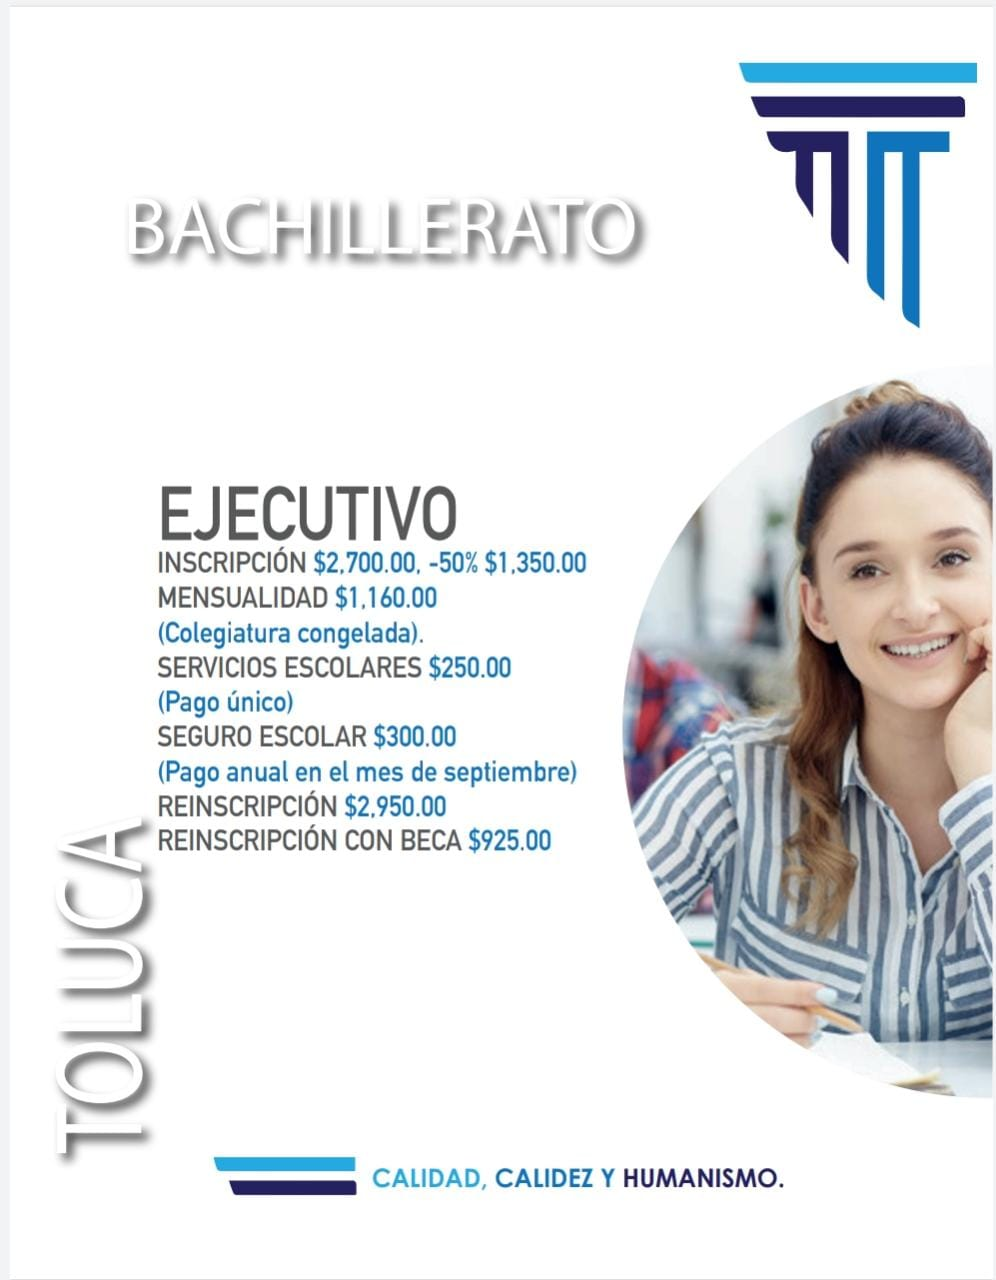 BACHILLERATO
EJECUTIVO
INSCRIPCIÓN $2,700.00, -50% $1,350.00
MENSUALIDAD $1,160.00
(Colegiatura congelada).
SERVICIOS ESCOLARES $250.00
(Pago único)
SEGURO ESCOLAR $300.00
(Pago anual en el mes de septiembre)
REINSCRIPCIÓN $2,950.00
REINSCRIPCIÓN CON BECA $925.00
TOLUCA
CALIDAD, CALIDEZ Y HUMANISMO.